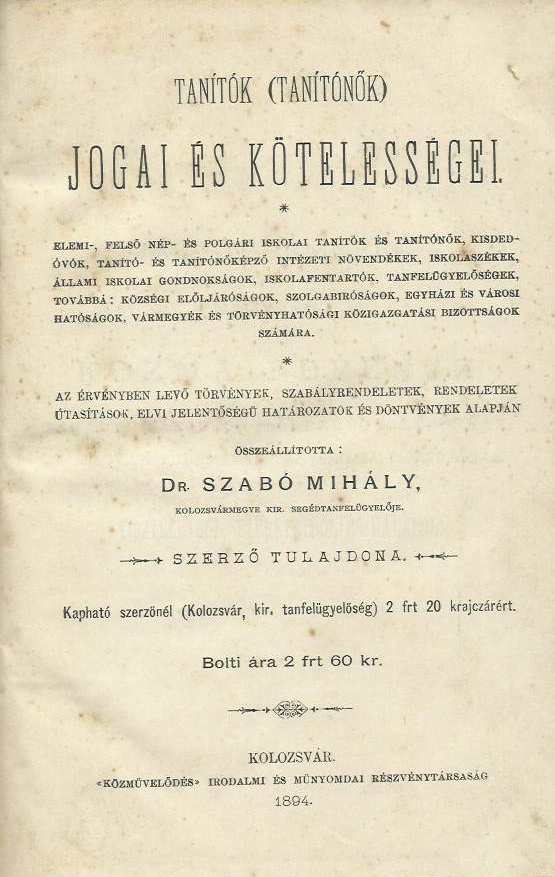 TANÍTÓK (TANÍTÓNŐK)
JOGAI ÉS KÖTELESSÉGEI.
*
ELEMI-, FELSŐ NÉP- ÉS POLGÁRI ISKOLAI TANÍTÓK ÉS TANÍTÓNŐK, KISDED-
ÓVÓK, TANÍTÓ- ÉS TANÍTÓNŐKÉPZŐ INTÉZETI NÖVENDÉKEK, ISKOLASZÉKEK,
ÁLLAMI ISKOLAI GONDNOKSÁGOK, ISKOLAFENTARTÓK, TANFELÜGYELŐSÉGEK,
TOVÁBBÁ: KÖZSÉGI ELŐLJÁRÓSÁGOK, SZOLGABIRÓSÁGOK, EGYHÁZI ÉS VÁROSI
HATÓSÁGOK, VÁRMEGYÉK ÉS TÖRVÉNYHATÓSÁGI KÖZIGAZGATÁSI BIZOTTSÁGOK
SZÁMÁRA.
*
AZ ÉRVÉNYBEN LEVŐ TÖRVÉNYEK, SZABÁLYRENDELETEK, RENDELETEK
ÚTASÍTÁSOK, ELVI JELENTŐSÉGŰ HATÁROZATOK ÉS DÖNTVÉNYEK ALAPJÁN
ÖSSZEÁLLÍTOTTA :
DR. SZABÓ MIHÁLY,
KOLOZSVÁRMEGYE KIR. SEGÉDTANFELÜGYELŐJE.
SZERZŐ TULAJDONA.
Kapható szerzőnél (Kolozsvár, kir. tanfelügyelőség) 2 frt 20 krajczárért.
Bolti ára 2 frt 60 kr.
KOLOZSVÁR.
«KÖZMŰVELŐDÉS» IRODALMI ÉS MŰNYOMDAI RÉSZVÉNYTÁRSASÁG
1894.